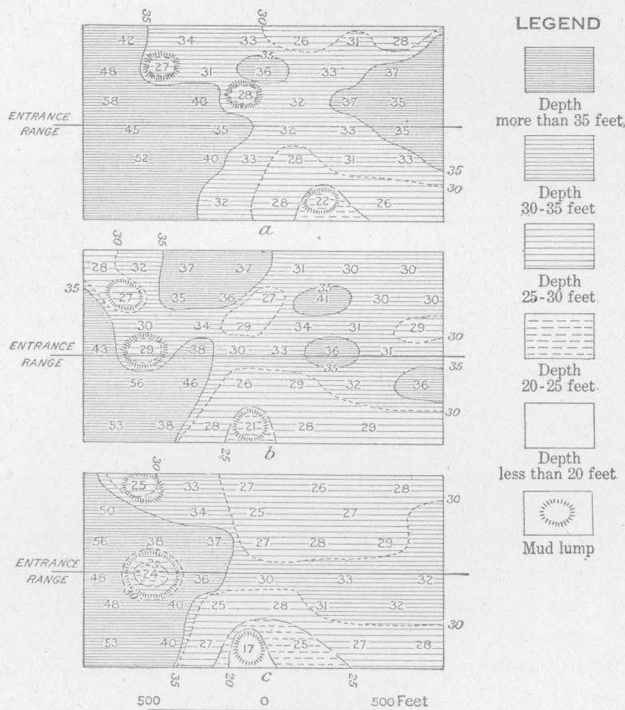 35 30
42 34 33 26 31 28
35
48 27 31 36 33 37
58 40 28 32 37 35
ENTRANCE
RANGE
45 35 32 33 35
52 40 33 28 31 33
35
30
32 28 22 26
a
30 35
28 32 37 37 31 30 30
35 27 35 36 27 35 41 30 30
30 34 29 34 31 29
30
ENTRANCE
RANGE
43 29 38 30 33 36 31
35
35
56 46 26 29 32 36
30
53 38 28 21 28 29
25 b
30
25 33 27 26 28
30
50 34 25 27
56 38 37 27 28 29
25
ENTRANCE
RANGE
48 24 36 30 33 32
30
48 40 25 28 31 32
30
53 40 27 17 25 27 28
35 20 c 25
500 0 500 Feet
LEGEND
Depth
more than 35 feet,
Depth
30-35 feet
Depth
25-30 feet
Depth
20-25 feet
Depth
less than 20 feet
Mud lump